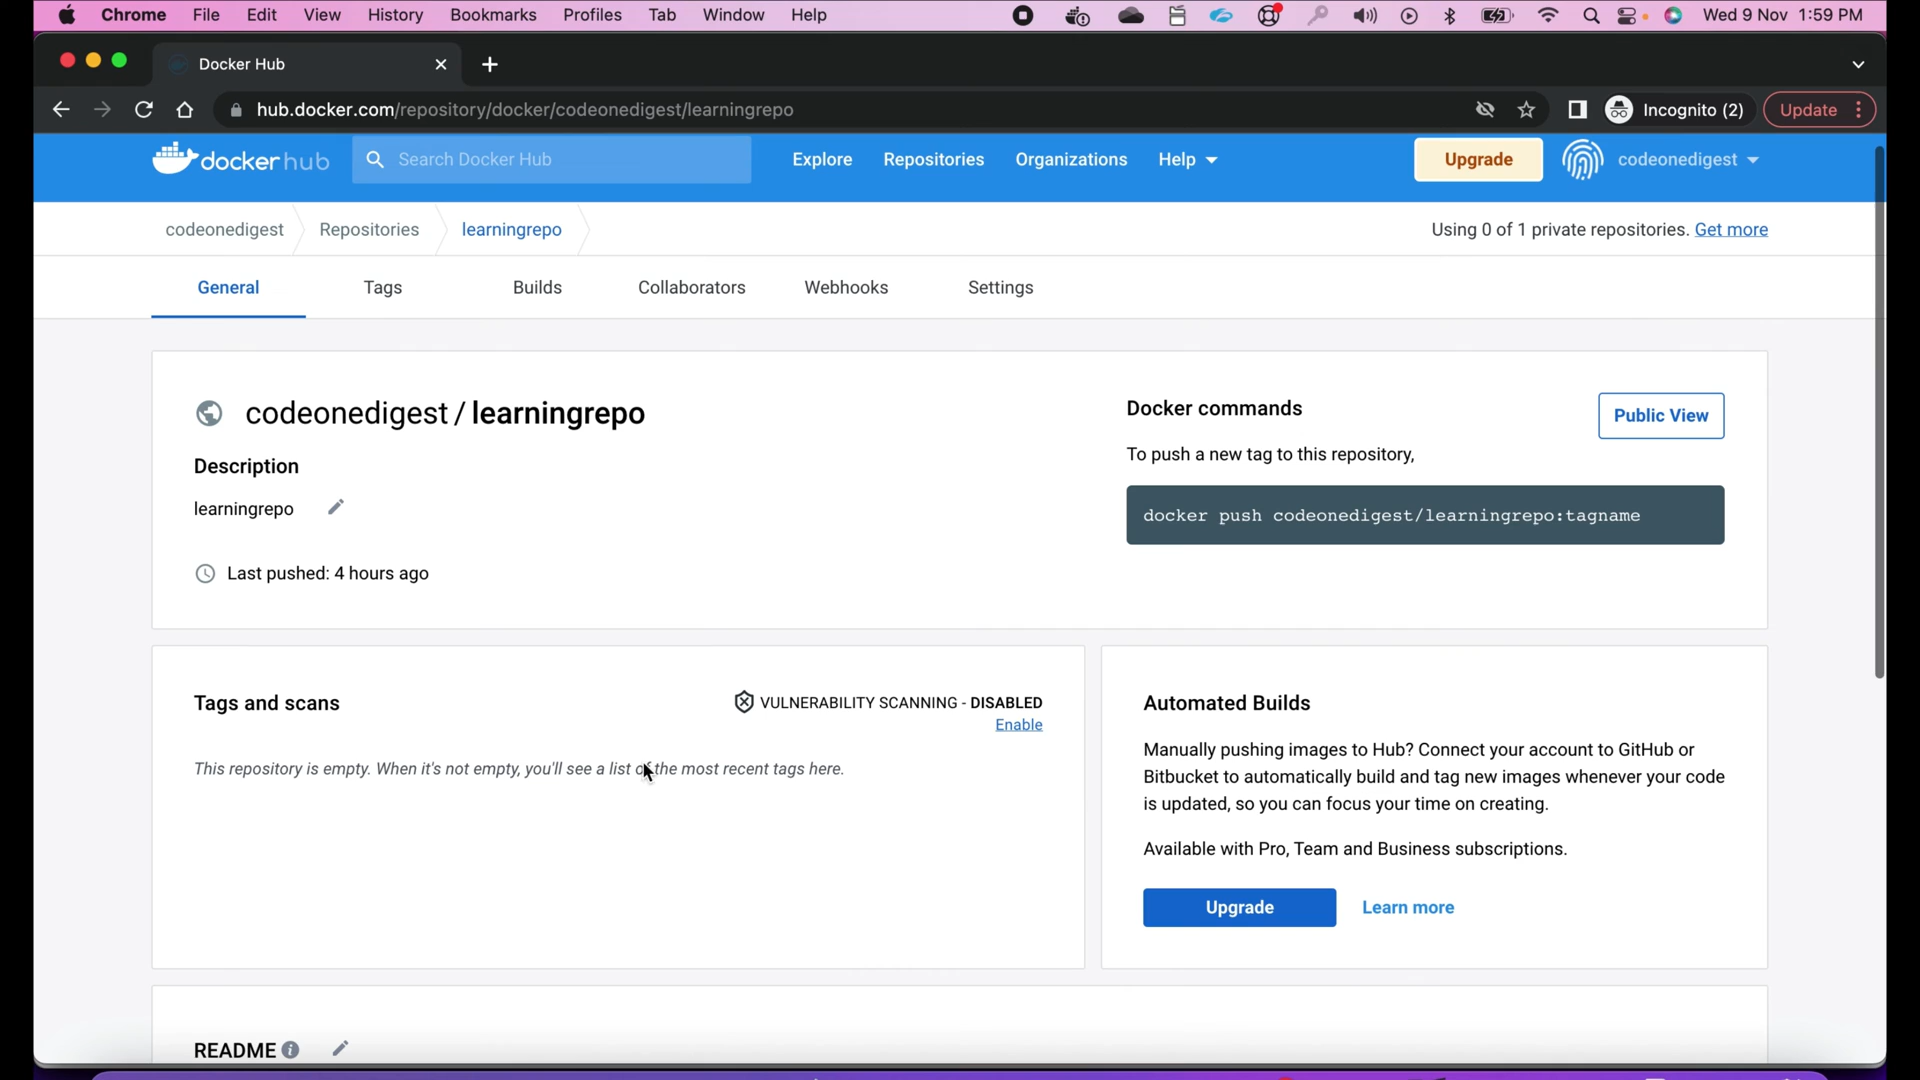 Chrome File Edit View History Bookmarks Profiles Tab Window Help Wed 9 Nov 1:59 PM
Docker Hub
hub.docker.com/repository/docker/codeonedigest/learningrepo Incognito (2) Update
dockerhub Search Docker Hub Explore Repositories Organizations Help Upgrade codeonedigest
codeonedigest Repositories learningrepo Using 0 of 1 private repositories. Get more
General Tags Builds Collaborators Webhooks Settings
codeonedigest / learningrepo
Description
learningrepo
Last pushed: 4 hours ago
Docker commands Public View
To push a new tag to this repository,
docker push codeonedigest/learningrepo:tagname
Tags and scans VULNERABILITY SCANNING - DISABLED
Enable
This repository is empty. When it's not empty, you'll see a list of the most recent tags here.
Automated Builds
Manually pushing images to Hub? Connect your account to GitHub or
Bitbucket to automatically build and tag new images whenever your code
is updated, so you can focus your time on creating.
Available with Pro, Team and Business subscriptions.
Upgrade Learn more
README